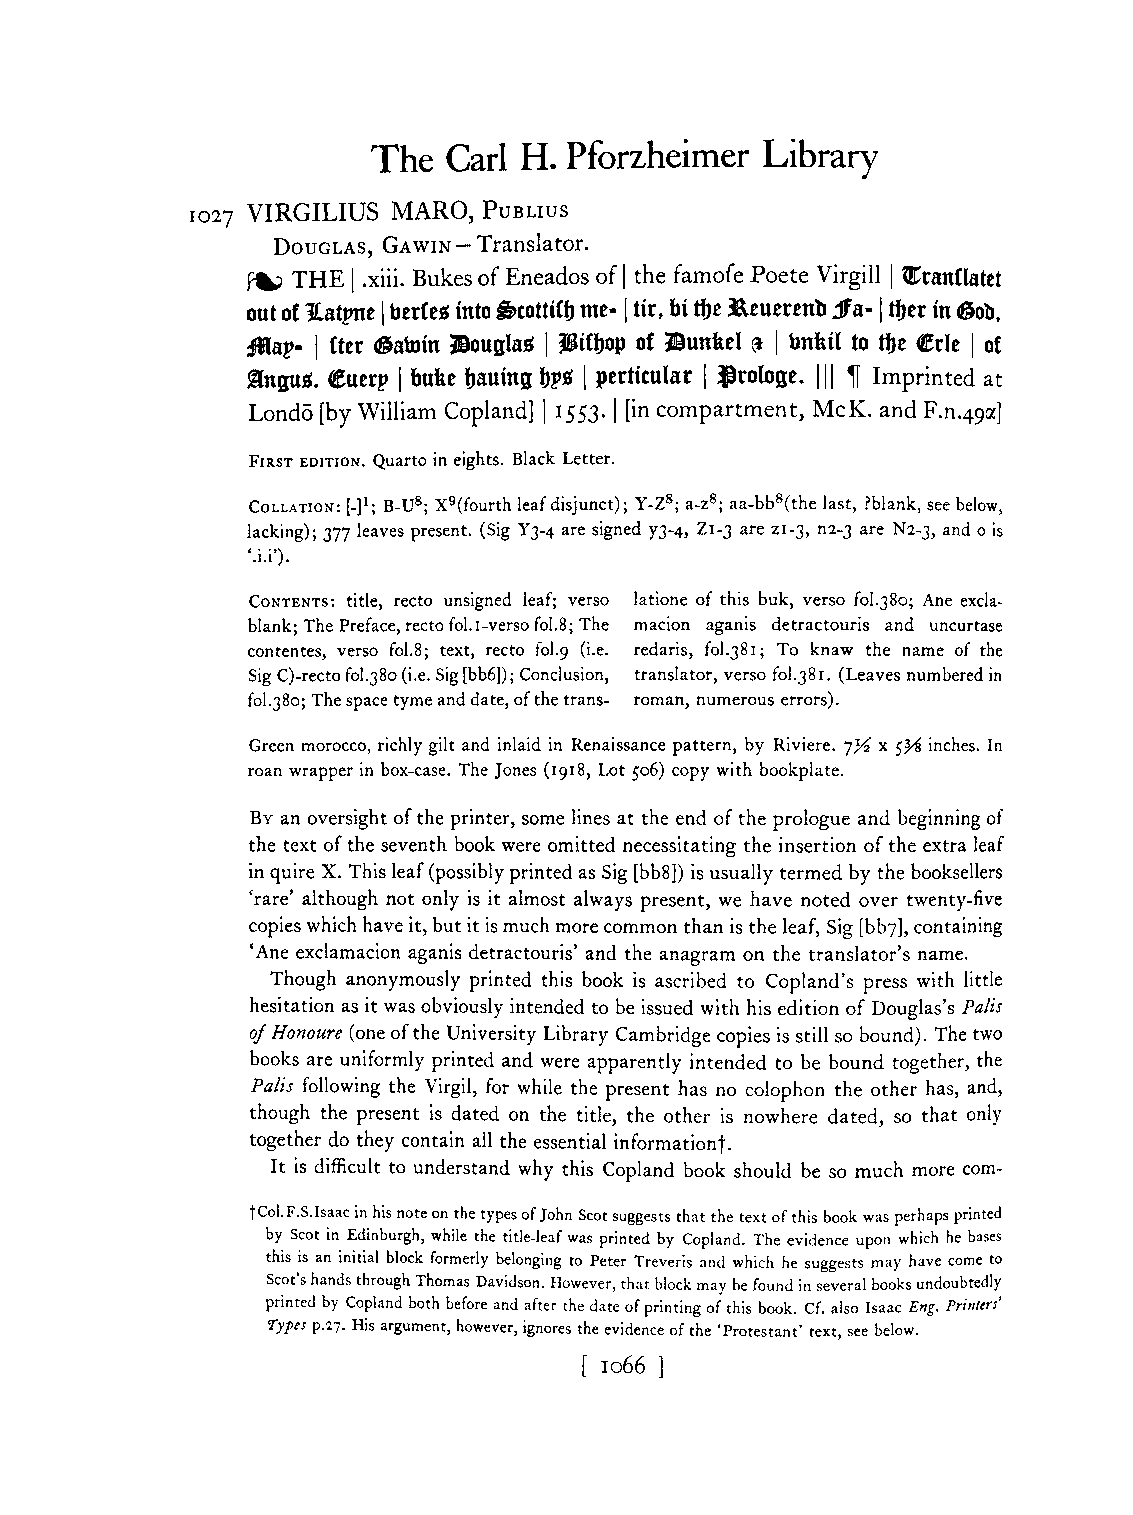 The Carl H. Pforzheimer Library
1027 VIRGILIUS MARO, PUBLIUS
DOUGLAS, GAWIN — Translator.
THE | .xiii. Bukes of Eneados of | the famoſe Poete Virgill | Tranſlatet
out of Latyne | verſes into Scottiſh me- | tir, bi the Reuerend Fa- | ther in God,
May- | ſter Gawin Douglas | Biſhop of Dunkel ⁊ | vnkil to the Erle | of
Angus. Euery | buke hauing hys | perticular | Prologe. ||| ¶ Imprinted at
Londō [by William Copland] | 1553. | [in compartment, McK. and F.n.49α]
FIRST EDITION. Quarto in eights. Black Letter.
COLLATION: [-]¹; B-U⁸; X⁹(fourth leaf disjunct); Y-Z⁸; a-z⁸; aa-bb⁸(the last, ?blank, see below,
lacking); 377 leaves present. (Sig Y3-4 are signed y3-4, Z1-3 are z1-3, n2-3 are N2-3, and o is
‘.i.i’).
CONTENTS: title, recto unsigned leaf; verso
blank; The Preface, recto fol.1-verso fol.8; The
contentes, verso fol.8; text, recto fol.9 (i.e.
Sig C)-recto fol.380 (i.e. Sig [bb6]); Conclusion,
fol.380; The space tyme and date, of the trans-
latione of this buk, verso fol.380; Ane excla-
macion aganis detractouris and uncurtase
redaris, fol.381; To knaw the name of the
translator, verso fol.381. (Leaves numbered in
roman, numerous errors).
Green morocco, richly gilt and inlaid in Renaissance pattern, by Riviere. 7½ x 5⅜ inches. In
roan wrapper in box-case. The Jones (1918, Lot 506) copy with bookplate.
BY an oversight of the printer, some lines at the end of the prologue and beginning of
the text of the seventh book were omitted necessitating the insertion of the extra leaf
in quire X. This leaf (possibly printed as Sig [bb8]) is usually termed by the booksellers
‘rare’ although not only is it almost always present, we have noted over twenty-five
copies which have it, but it is much more common than is the leaf, Sig [bb7], containing
‘Ane exclamacion aganis detractouris’ and the anagram on the translator’s name.
Though anonymously printed this book is ascribed to Copland’s press with little
hesitation as it was obviously intended to be issued with his edition of Douglas’s Palis
of Honoure (one of the University Library Cambridge copies is still so bound). The two
books are uniformly printed and were apparently intended to be bound together, the
Palis following the Virgil, for while the present has no colophon the other has, and,
though the present is dated on the title, the other is nowhere dated, so that only
together do they contain all the essential information†.
It is difficult to understand why this Copland book should be so much more com-
†Col.F.S.Isaac in his note on the types of John Scot suggests that the text of this book was perhaps printed
by Scot in Edinburgh, while the title-leaf was printed by Copland. The evidence upon which he bases
this is an initial block formerly belonging to Peter Treveris and which he suggests may have come to
Scot’s hands through Thomas Davidson. However, that block may be found in several books undoubtedly
printed by Copland both before and after the date of printing of this book. Cf. also Isaac Eng. Printers’
Types p.27. His argument, however, ignores the evidence of the ‘Protestant’ text, see below.
[ 1066 ]